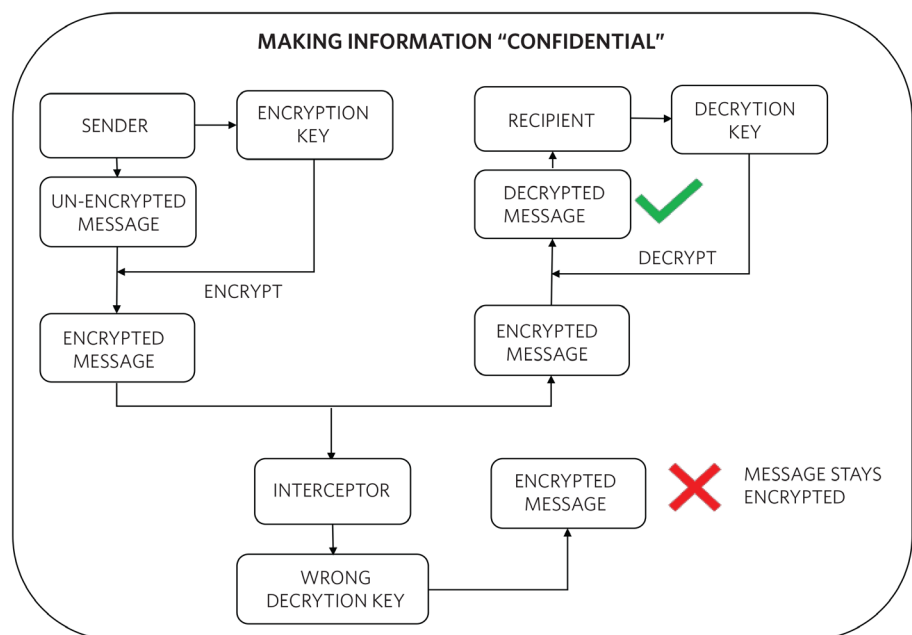 MAKING INFORMATION “CONFIDENTIAL”
SENDER
ENCRYPTION
KEY
UN-ENCRYPTED
MESSAGE
ENCRYPT
ENCRYPTED
MESSAGE
RECIPIENT
DECRYTION
KEY
DECRYPTED
MESSAGE
DECRYPT
ENCRYPTED
MESSAGE
INTERCEPTOR
WRONG
DECRYTION KEY
ENCRYPTED
MESSAGE
MESSAGE STAYS
ENCRYPTED